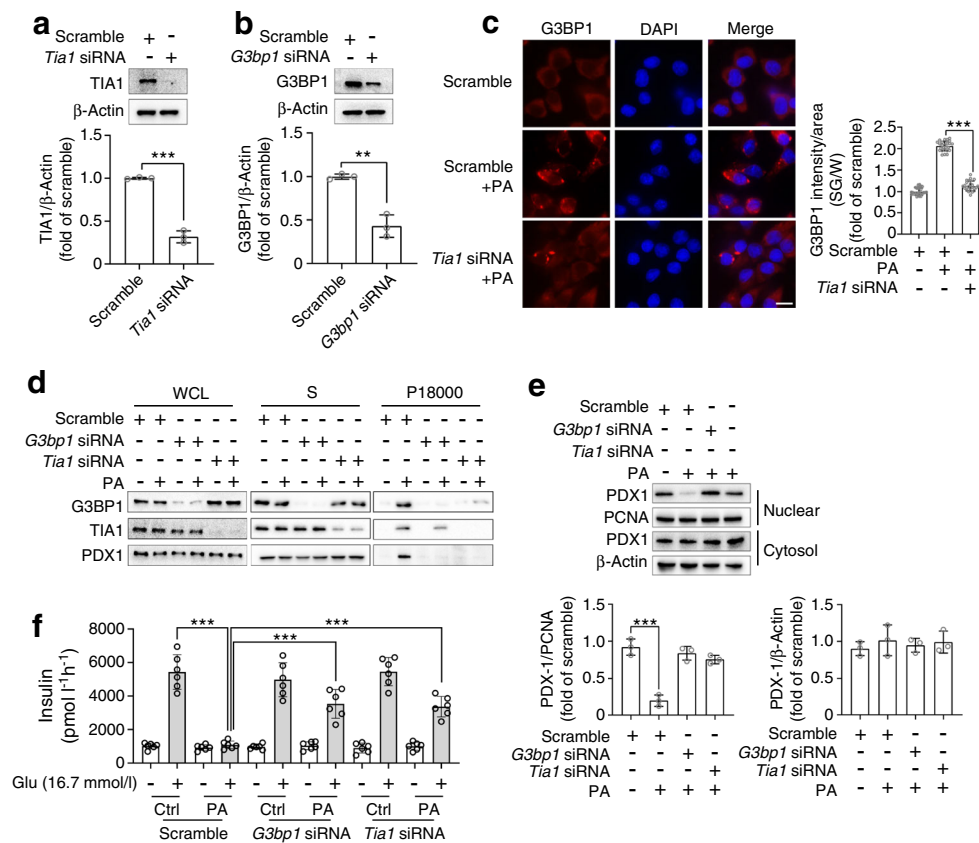 a
Scramble + -
Tia1 siRNA - +
TIA1
β-Actin
TIA1/β-Actin
(fold of scramble)
1.5
1.0
0.5
0
***
Scramble
Tia1 siRNA
b
Scramble + -
G3bp1 siRNA - +
G3BP1
β-Actin
G3BP1/β-Actin
(fold of scramble)
1.5
1.0
0.5
0
**
Scramble
G3bp1 siRNA
c
G3BP1 DAPI Merge
Scramble
Scramble
+PA
Tia1 siRNA
+PA
G3BP1 intensity/area
(SG/W)
(fold of scramble)
2.5
2.0
1.5
1.0
0.5
0
***
Scramble + + +
PA - + +
Tia1 siRNA - - +
d
WCL S P18000
Scramble + + - - - - + + - - - - + + - - - -
G3bp1 siRNA - - + + - - - - + + - - - - + + - -
Tia1 siRNA - - - - + + - - - - + + - - - - + +
PA - + - + - + - + - + - + - + - + - +
G3BP1
TIA1
PDX1
e
Scramble + + - -
G3bp1 siRNA - - + -
Tia1 siRNA - - - +
PA - + + +
PDX1
PCNA
Nuclear
PDX1
β-Actin
Cytosol
PDX-1/PCNA
(fold of scramble)
1.5
1.0
0.5
0
***
Scramble + + - -
G3bp1 siRNA - - + -
Tia1 siRNA - - - +
PA - + + +
PDX-1/β-Actin
(fold of scramble)
1.5
1.0
0.5
0
Scramble + + - -
G3bp1 siRNA - - + -
Tia1 siRNA - - - +
PA - + + +
f
Insulin
(pmol l-1h-1)
8000
6000
4000
2000
0
*** *** ***
Glu (16.7 mmol/l) - + - + - + - + - + - +
Ctrl PA Ctrl PA Ctrl PA
Scramble G3bp1 siRNA Tia1 siRNA